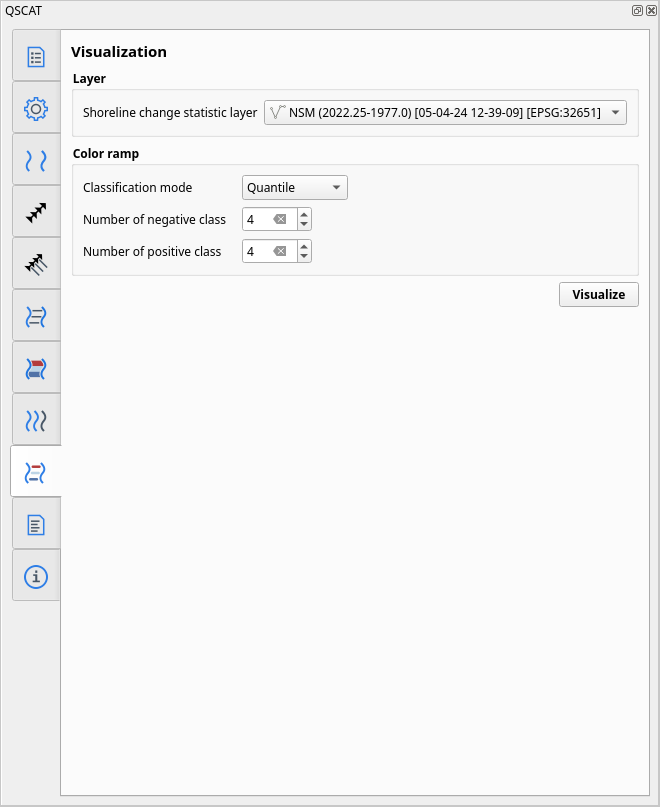 QSCAT
Visualization
Layer
Shoreline change statistic layer NSM (2022.25-1977.0) [05-04-24 12-39-09] [EPSG:32651]
Color ramp
Classification mode Quantile
Number of negative class 4
Number of positive class 4
Visualize